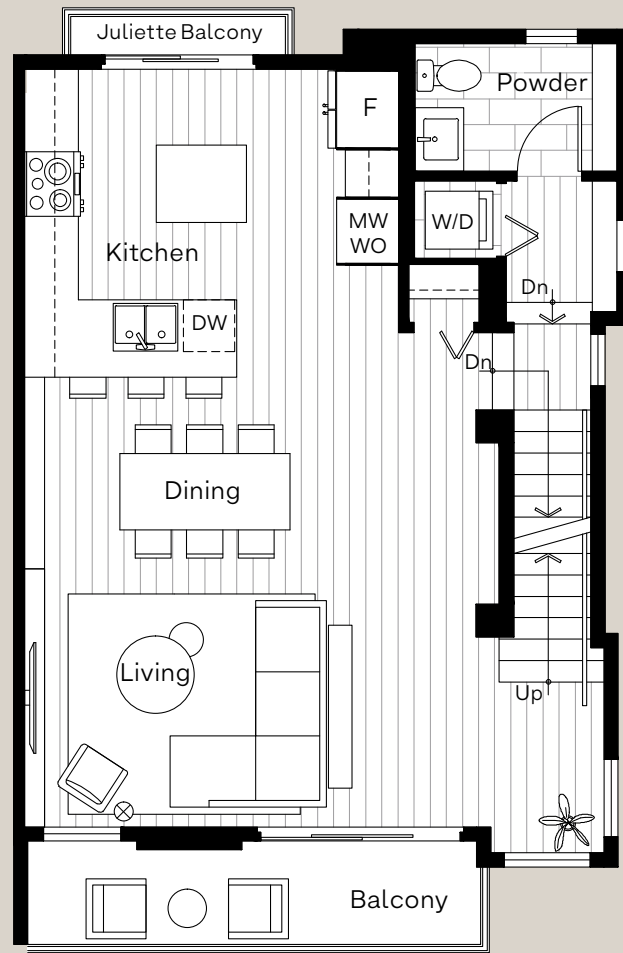 Juliette Balcony
Powder
F
W/D
MW
WO
Kitchen
Dn
DW
Dn
Dining
Living
Up
Balcony